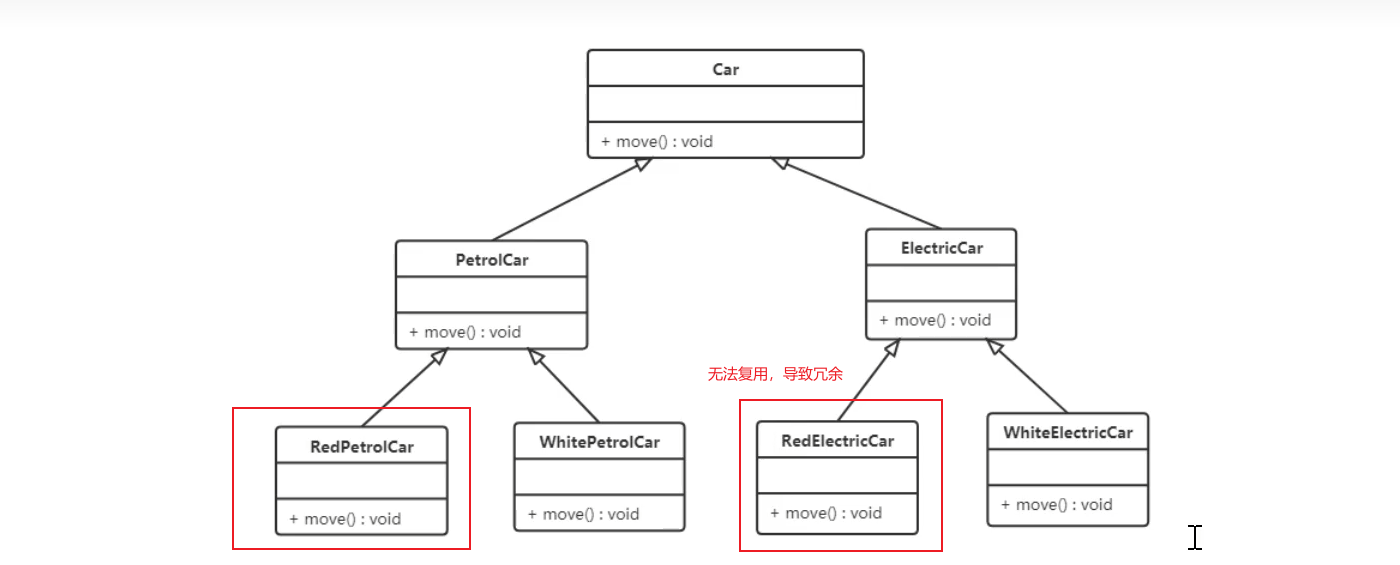 Car
+ move() : void
PetrolCar
+ move() : void
ElectricCar
+ move() : void
无法复用，导致冗余
RedPetrolCar
+ move() : void
WhitePetrolCar
+ move() : void
RedElectricCar
+ move() : void
WhiteElectricCar
+ move() : void